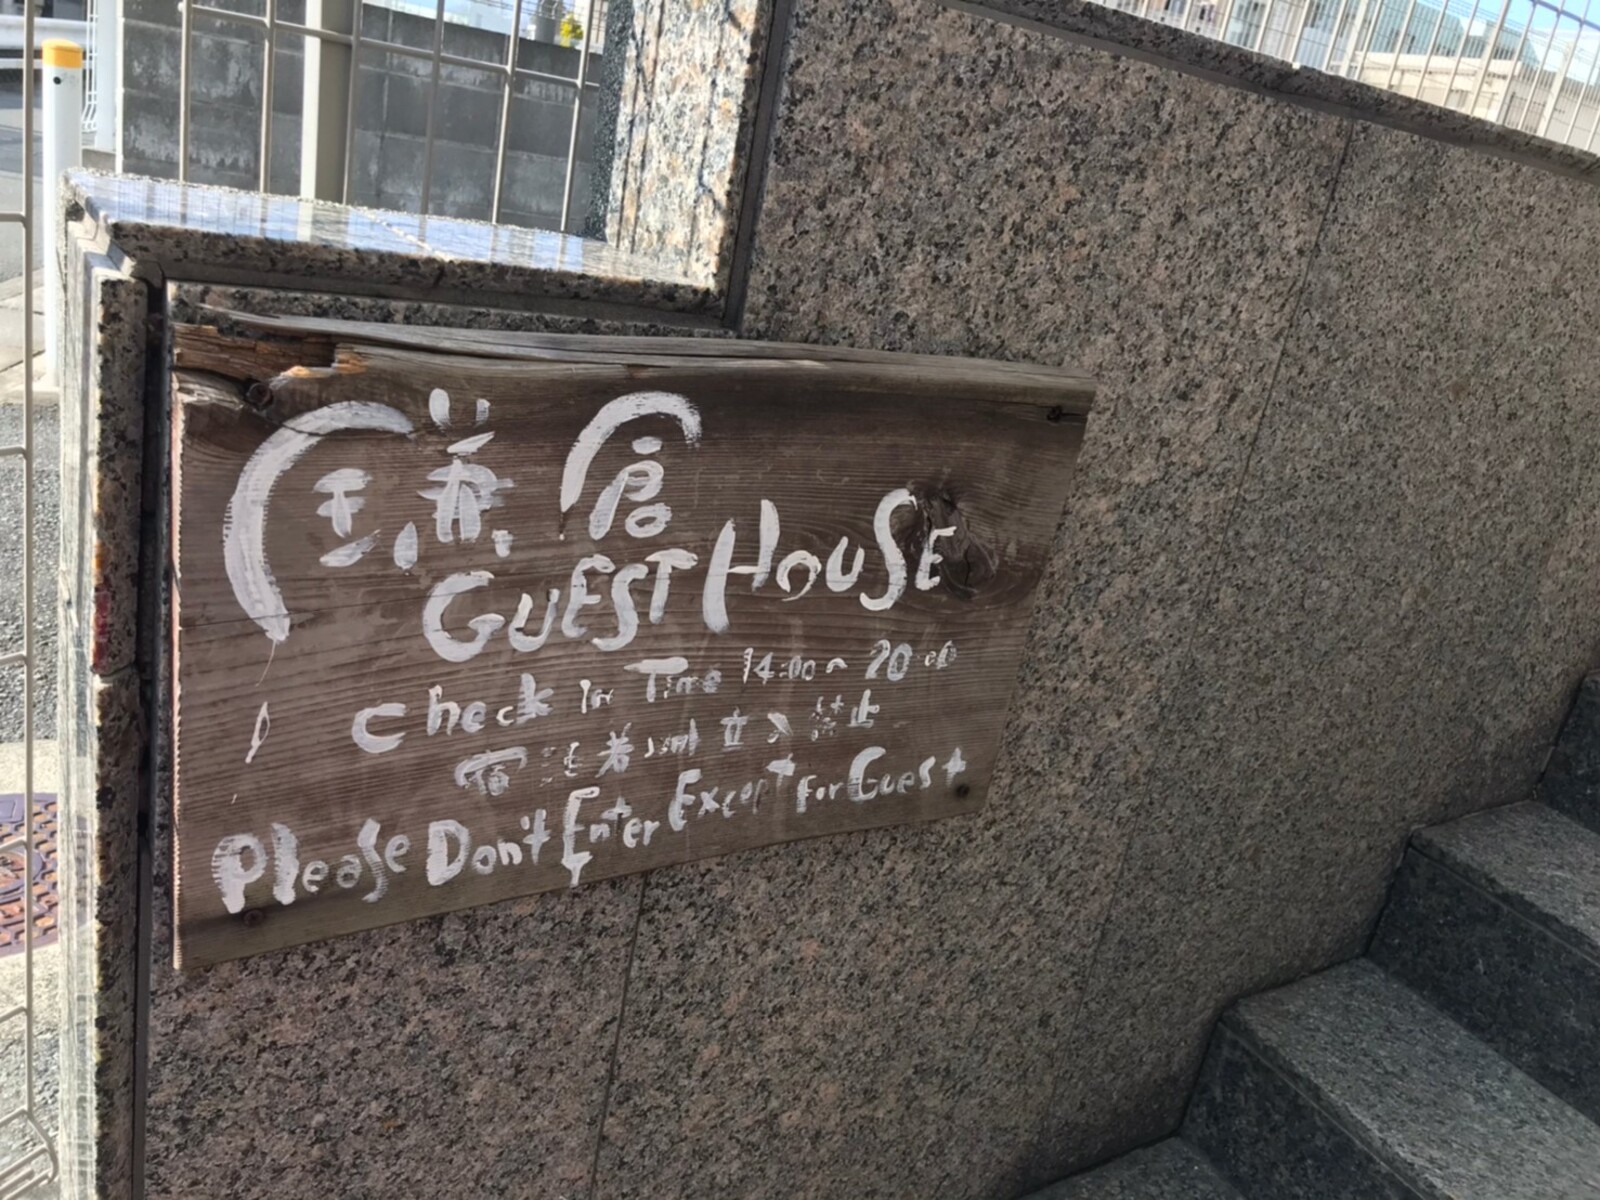 GUEST HOUSE
Check in Time 14:00~20:00
宿泊者以外立入禁止
Please Don't Enter Except For Guest